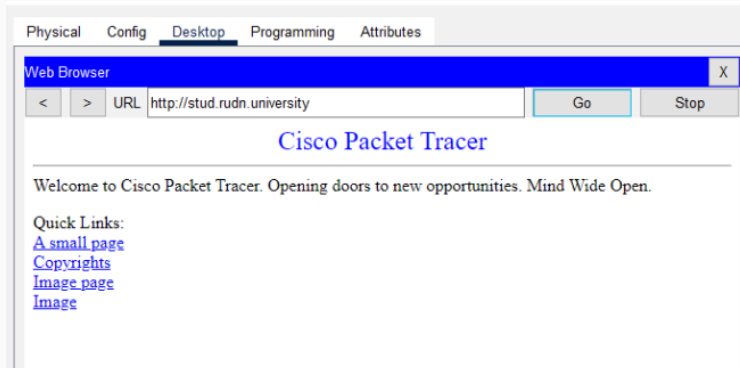 Physical Config Desktop Programming Attributes
Web Browser X
< > URL http://stud.rudn.university Go Stop
Cisco Packet Tracer
Welcome to Cisco Packet Tracer. Opening doors to new opportunities. Mind Wide Open.
Quick Links:
A small page
Copyrights
Image page
Image